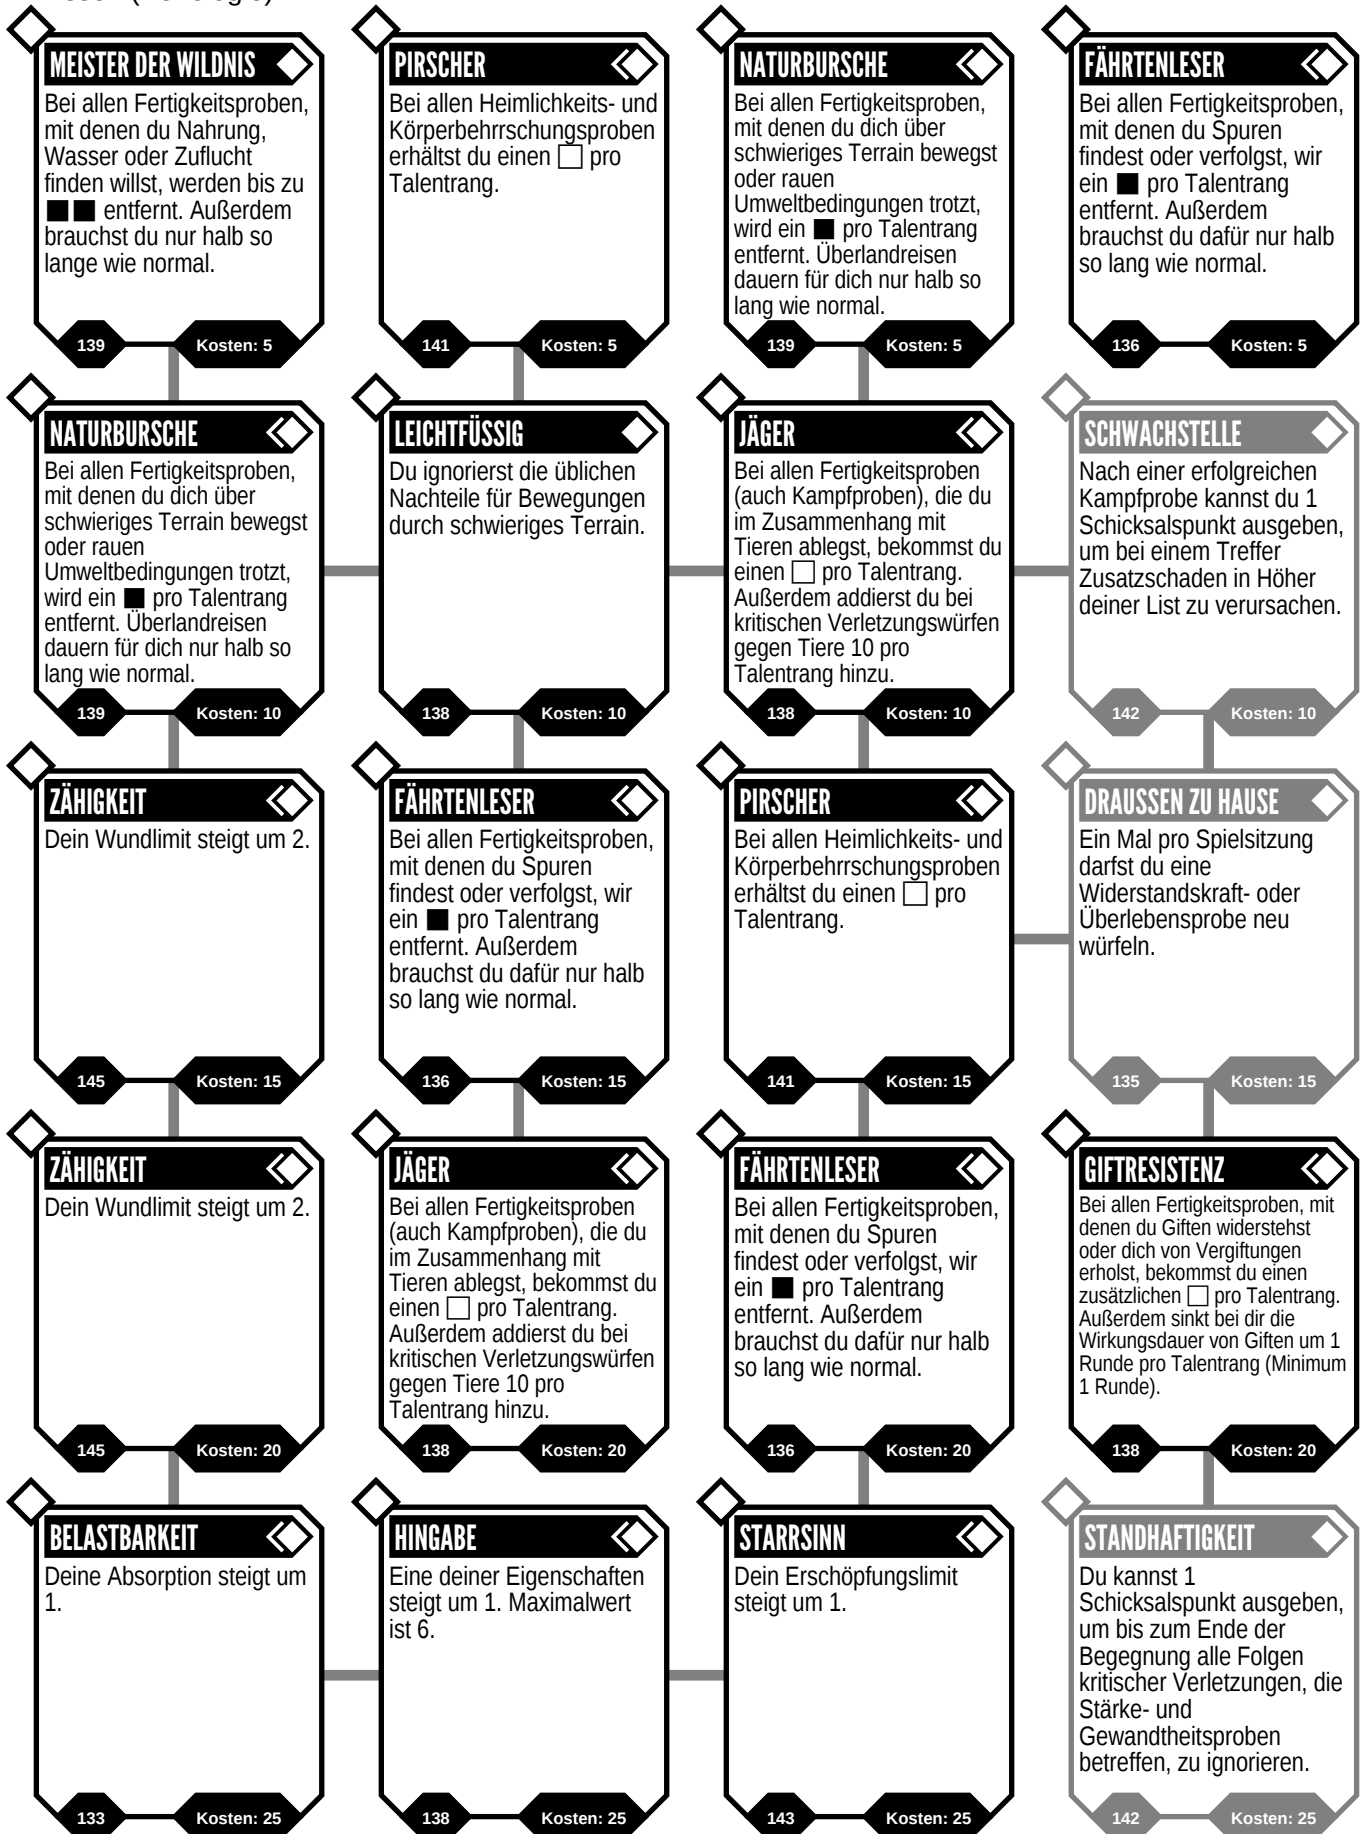 MEISTER DER WILDNIS
Bei allen Fertigkeitsproben,
mit denen du Nahrung,
Wasser oder Zuflucht
finden willst, werden bis zu
entfernt. Außerdem
brauchst du nur halb so
lange wie normal.
139
Kosten: 5
PIRSCHER
Bei allen Heimlichkeits- und
Körperbehrrschungsproben
erhältst du einen pro
Talentrang.
141
Kosten: 5
NATURBURSCHE
Bei allen Fertigkeitsproben,
mit denen du dich über
schwieriges Terrain bewegst
oder rauen
Umweltbedingungen trotzt,
wird ein pro Talentrang
entfernt. Überlandreisen
dauern für dich nur halb so
lang wie normal.
139
Kosten: 5
FÄHRTENLESER
Bei allen Fertigkeitsproben,
mit denen du Spuren
findest oder verfolgst, wir
ein pro Talentrang
entfernt. Außerdem
brauchst du dafür nur halb
so lang wie normal.
136
Kosten: 5
NATURBURSCHE
Bei allen Fertigkeitsproben,
mit denen du dich über
schwieriges Terrain bewegst
oder rauen
Umweltbedingungen trotzt,
wird ein pro Talentrang
entfernt. Überlandreisen
dauern für dich nur halb so
lang wie normal.
139
Kosten: 10
LEICHTFÜSSIG
Du ignorierst die üblichen
Nachteile für Bewegungen
durch schwieriges Terrain.
138
Kosten: 10
JÄGER
Bei allen Fertigkeitsproben
(auch Kampfproben), die du
im Zusammenhang mit
Tieren ablegst, bekommst du
einen pro Talentrang.
Außerdem addierst du bei
kritischen Verletzungswürfen
gegen Tiere 10 pro
Talentrang hinzu.
138
Kosten: 10
SCHWACHSTELLE
Nach einer erfolgreichen
Kampfprobe kannst du 1
Schicksalspunkt ausgeben,
um bei einem Treffer
Zusatzschaden in Höher
deiner List zu verursachen.
142
Kosten: 10
ZÄHIGKEIT
Dein Wundlimit steigt um 2.
145
Kosten: 15
FÄHRTENLESER
Bei allen Fertigkeitsproben,
mit denen du Spuren
findest oder verfolgst, wir
ein pro Talentrang
entfernt. Außerdem
brauchst du dafür nur halb
so lang wie normal.
136
Kosten: 15
PIRSCHER
Bei allen Heimlichkeits- und
Körperbehrrschungsproben
erhältst du einen pro
Talentrang.
141
Kosten: 15
DRAUSSEN ZU HAUSE
Ein Mal pro Spielsitzung
darfst du eine
Widerstandskraft- oder
Überlebensprobe neu
würfeln.
135
Kosten: 15
ZÄHIGKEIT
Dein Wundlimit steigt um 2.
145
Kosten: 20
JÄGER
Bei allen Fertigkeitsproben
(auch Kampfproben), die du
im Zusammenhang mit
Tieren ablegst, bekommst du
einen pro Talentrang.
Außerdem addierst du bei
kritischen Verletzungswürfen
gegen Tiere 10 pro
Talentrang hinzu.
138
Kosten: 20
FÄHRTENLESER
Bei allen Fertigkeitsproben,
mit denen du Spuren
findest oder verfolgst, wir
ein pro Talentrang
entfernt. Außerdem
brauchst du dafür nur halb
so lang wie normal.
136
Kosten: 20
GIFTRESISTENZ
Bei allen Fertigkeitsproben, mit
denen du Giften widerstehst
oder dich von Vergiftungen
erholst, bekommst du einen
zusätzlichen pro Talentrang.
Außerdem sinkt bei dir die
Wirkungsdauer von Giften um 1
Runde pro Talentrang (Minimum
1 Runde).
138
Kosten: 20
BELASTBARKEIT
Deine Absorption steigt um
1.
133
Kosten: 25
HINGABE
Eine deiner Eigenschaften
steigt um 1. Maximalwert
ist 6.
138
Kosten: 25
STARRSINN
Dein Erschöpfungslimit
steigt um 1.
143
Kosten: 25
STANDHAFTIGKEIT
Du kannst 1
Schicksalspunkt ausgeben,
um bis zum Ende der
Begegnung alle Folgen
kritischer Verletzungen, die
Stärke- und
Gewandtheitsproben
betreffen, zu ignorieren.
142
Kosten: 25